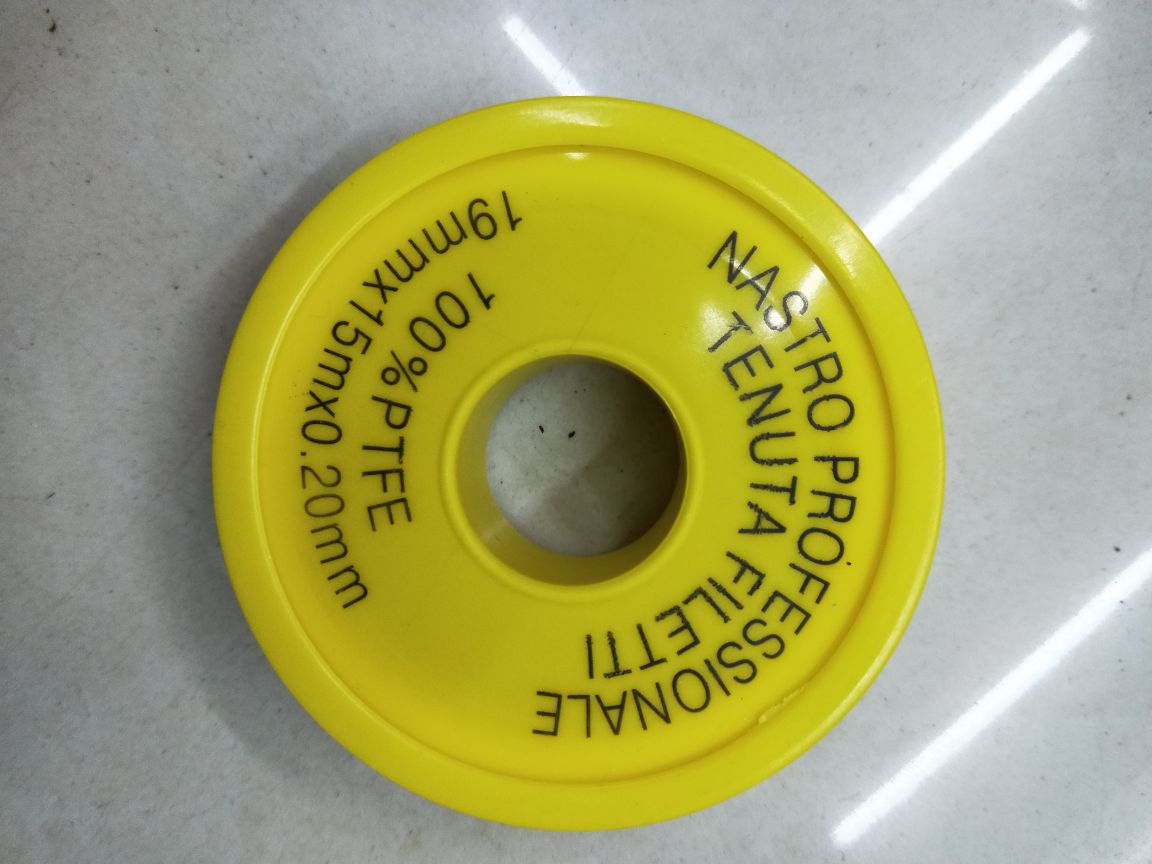 NASTRO PROFESSIONALE
TENUTA FILETTI
19mmx15mx0.20mm
100%PTFE